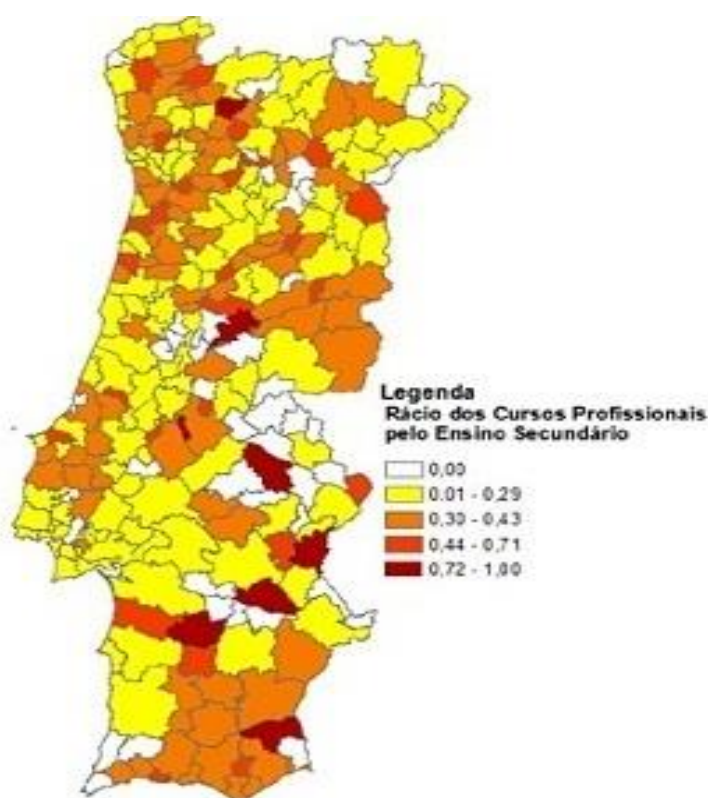 Legenda
Rácio dos Cursos Profissionais
pelo Ensino Secundário
0,00
0.01 - 0,29
0,30 - 0,43
0,44 - 0,71
0,72 - 1,00